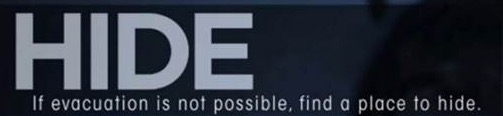 HIDE
If evacuation is not possible, find a place to hide.